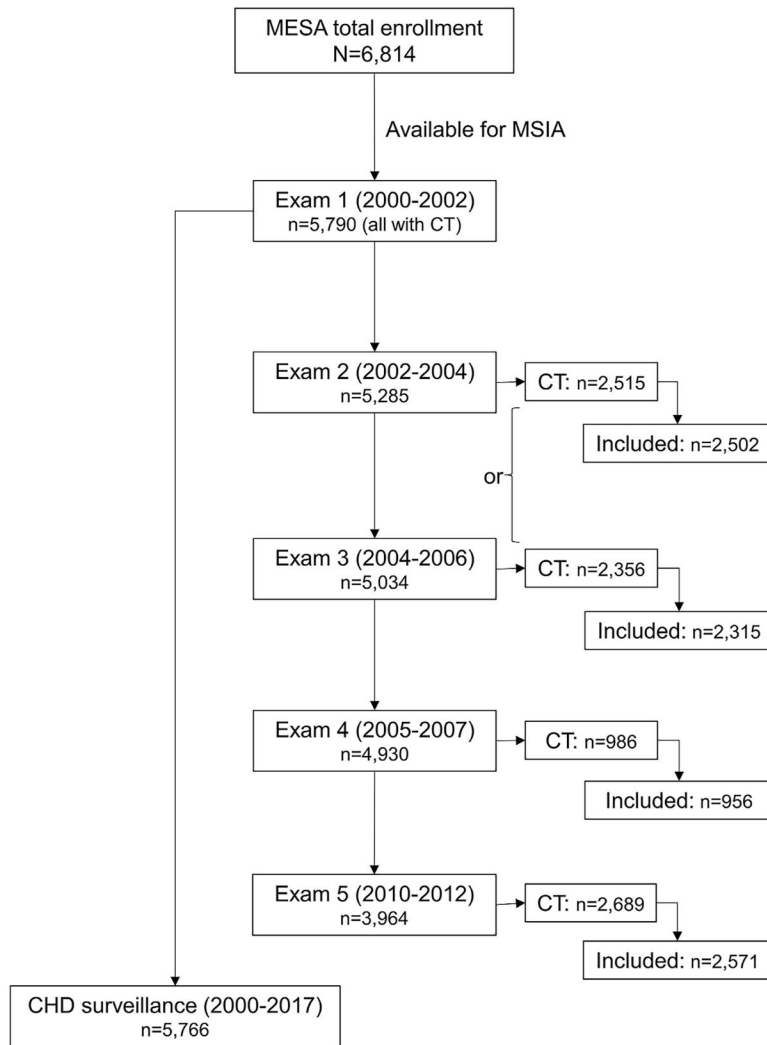 MESA total enrollment
N=6,814
Available for MSIA
Exam 1 (2000-2002)
n=5,790 (all with CT)
Exam 2 (2002-2004)
n=5,285
CT: n=2,515
Included: n=2,502
or
Exam 3 (2004-2006)
n=5,034
CT: n=2,356
Included: n=2,315
Exam 4 (2005-2007)
n=4,930
CT: n=986
Included: n=956
Exam 5 (2010-2012)
n=3,964
CT: n=2,689
Included: n=2,571
CHD surveillance (2000-2017)
n=5,766